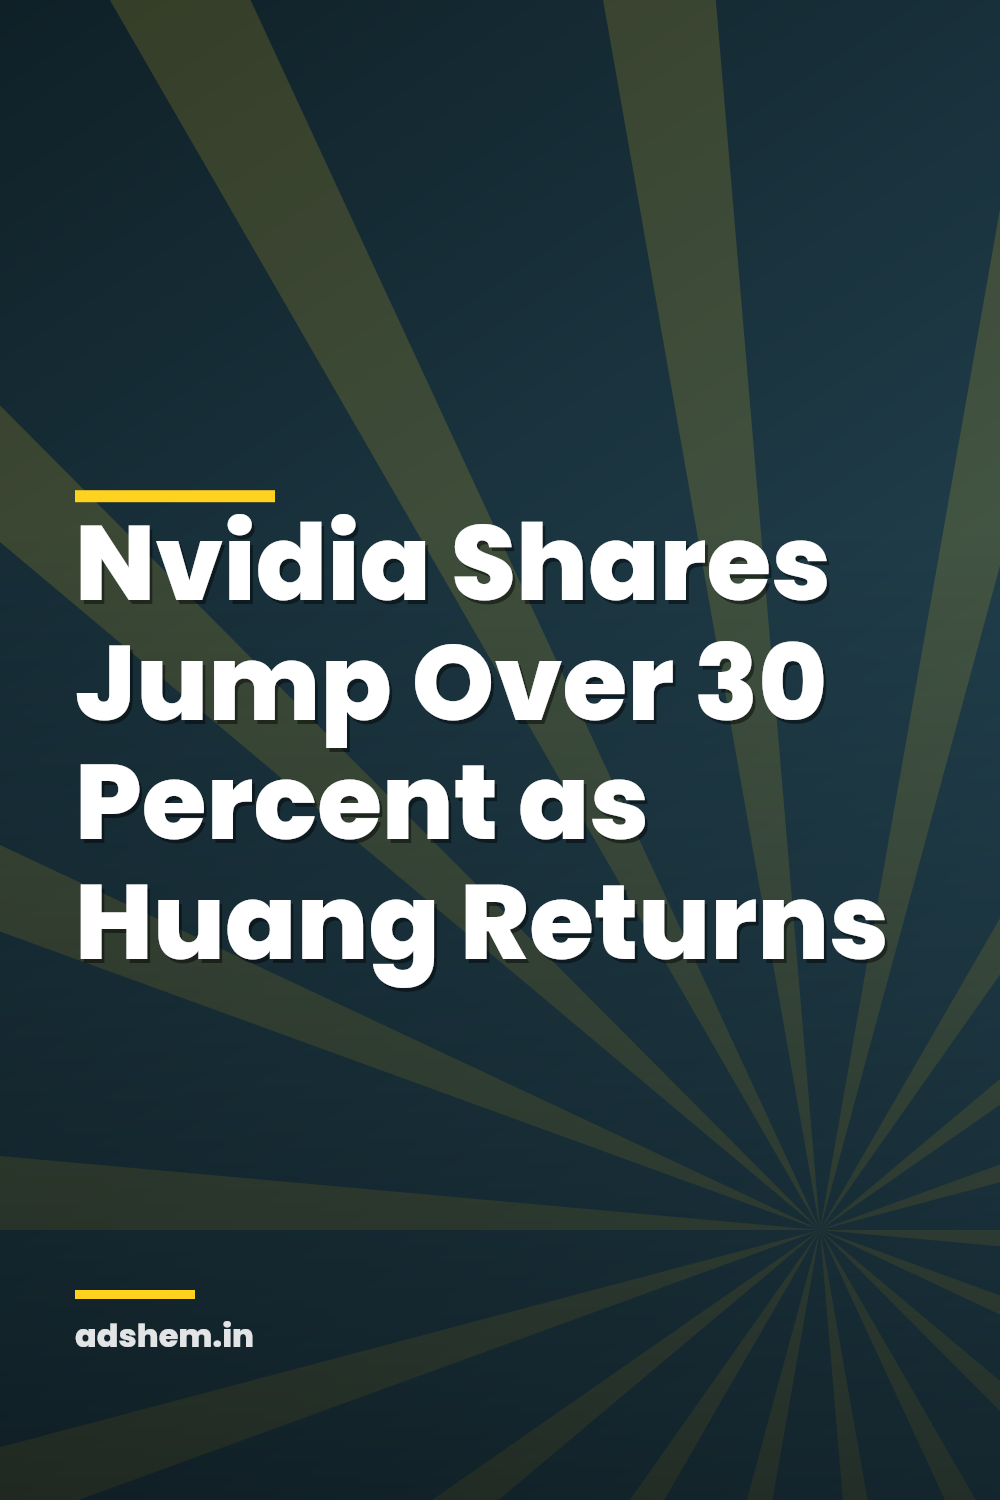 Nvidia Shares
Jump Over 30
Percent as
Huang Returns
adshem.in